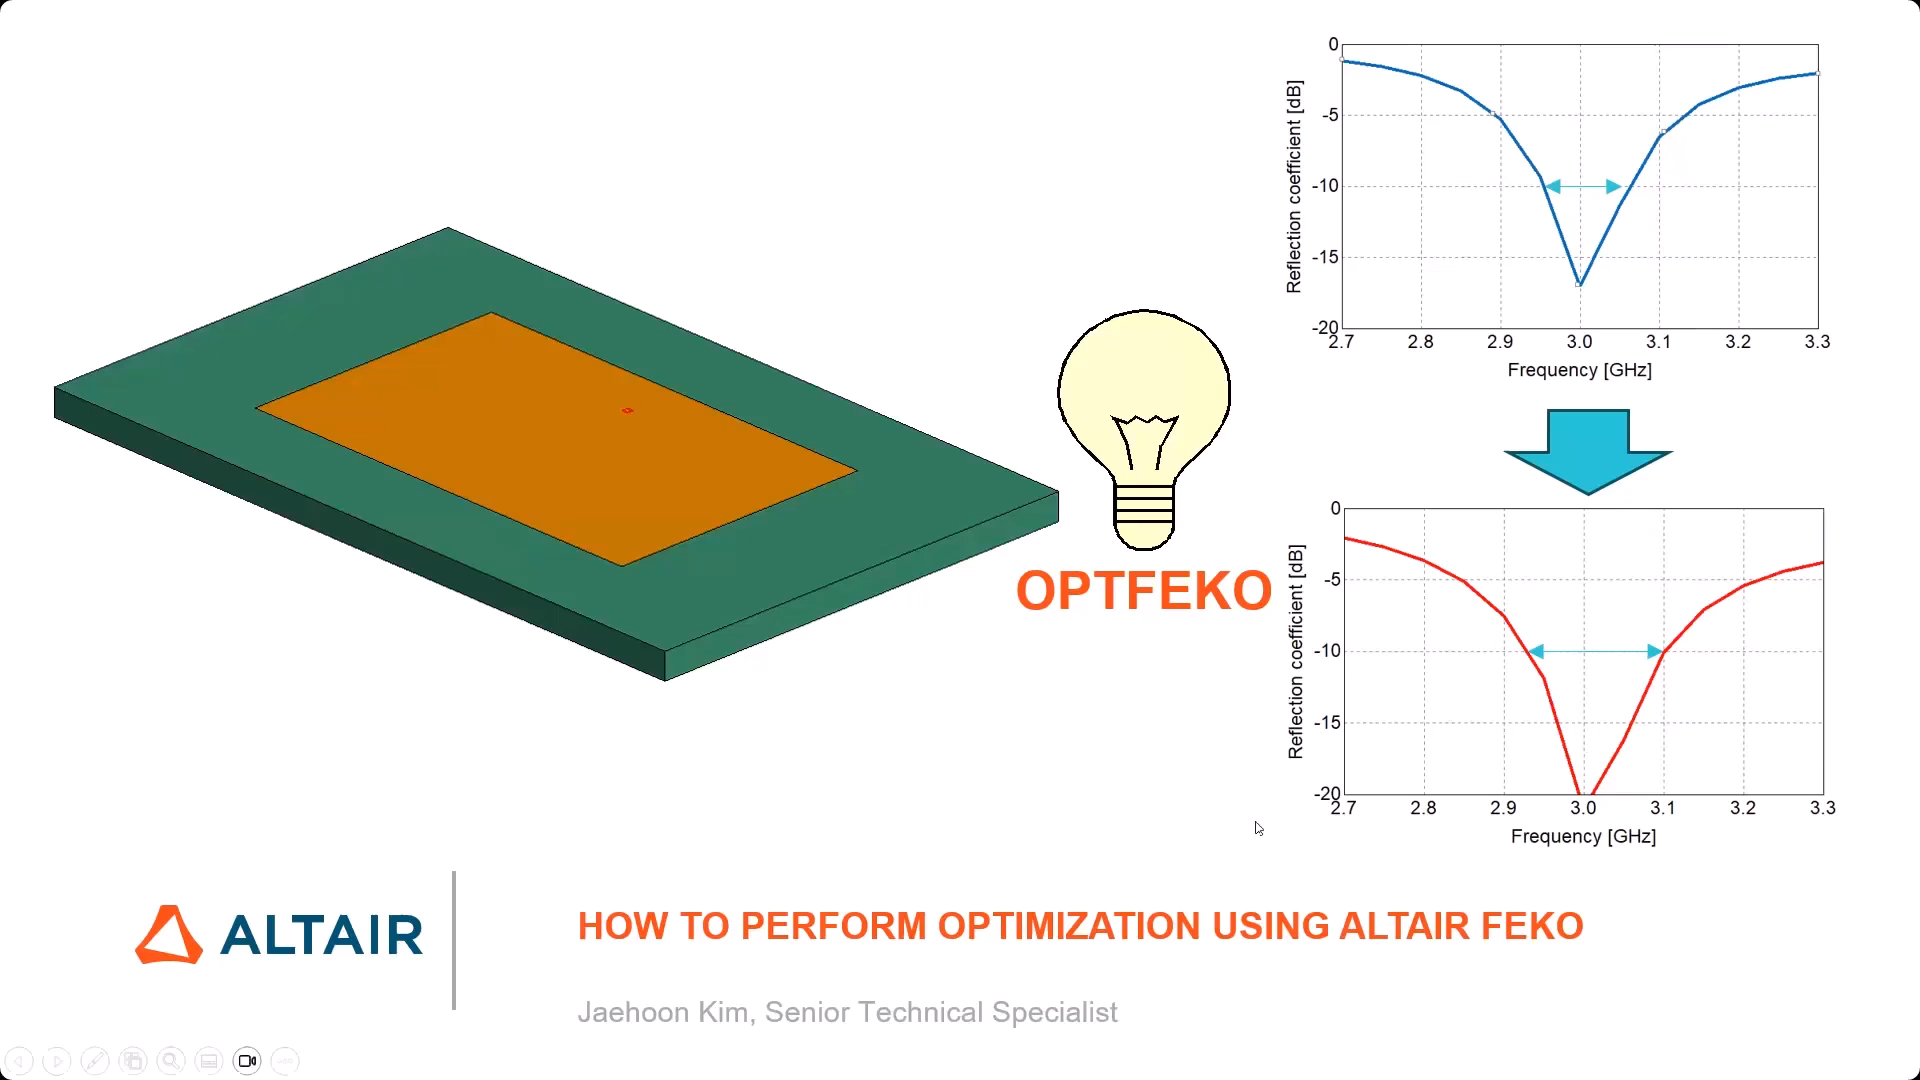 0
-5
-10
-15
-20
Reflection coefficient [dB]
2.7 2.8 2.9 3.0 3.1 3.2 3.3
Frequency [GHz]
OPTFEKO
0
-5
-10
-15
-20
Reflection coefficient [dB]
2.7 2.8 2.9 3.0 3.1 3.2 3.3
Frequency [GHz]
ALTAIR
HOW TO PERFORM OPTIMIZATION USING ALTAIR FEKO
Jaehoon Kim, Senior Technical Specialist